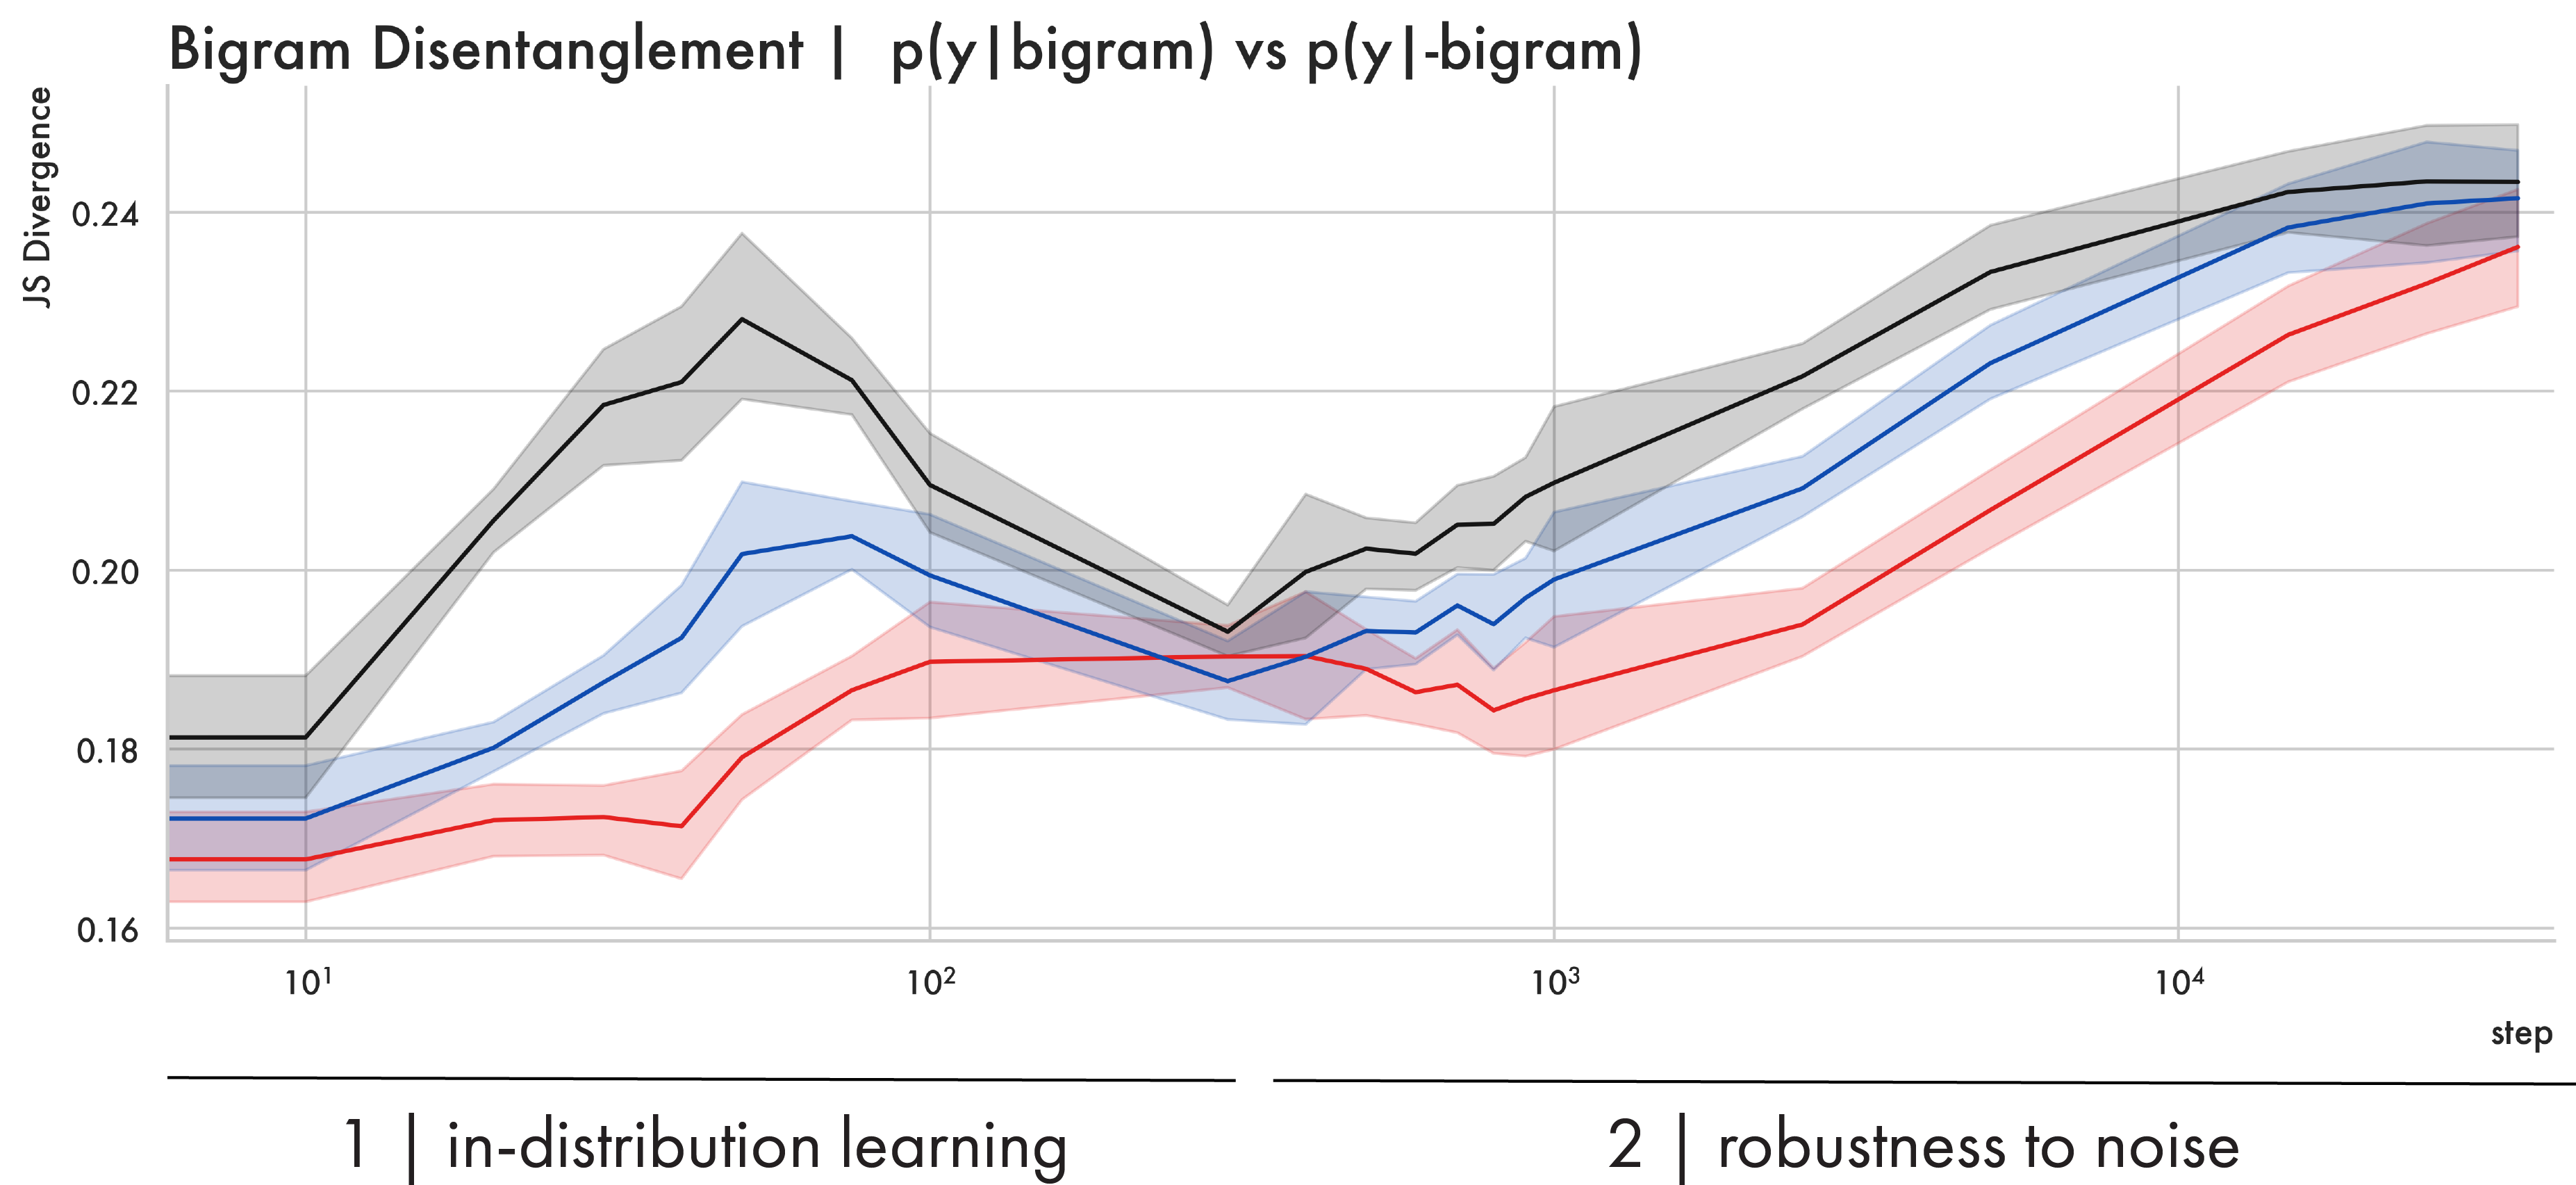 Bigram Disentanglement | p(y|bigram) vs p(y|-bigram)
JS Divergence
0.24
0.22
0.20
0.18
0.16
10¹ 10² 10³ 10⁴
step
1 | in-distribution learning
2 | robustness to noise